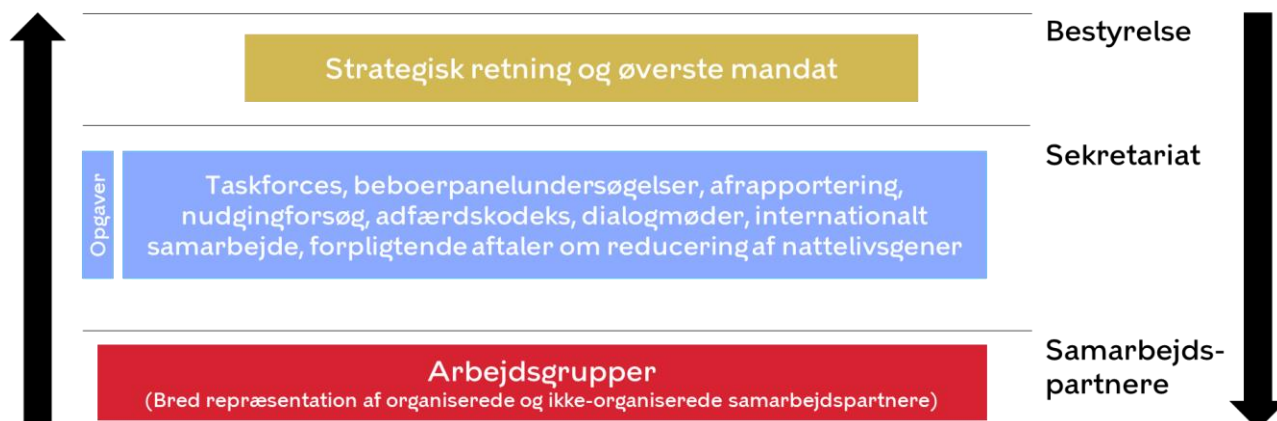 Bestyrelse
Strategisk retning og øverste mandat
Sekretariat
Opgaver
Taskforces, beboerpanelundersøgelser, afrapportering,
nudgingforsøg, adfærdskodeks, dialogmøder, internationalt
samarbejde, forpligtende aftaler om reducering af nattelivsgener
Samarbejds-
partnere
Arbejdsgrupper
(Bred repræsentation af organiserede og ikke-organiserede samarbejdspartnere)